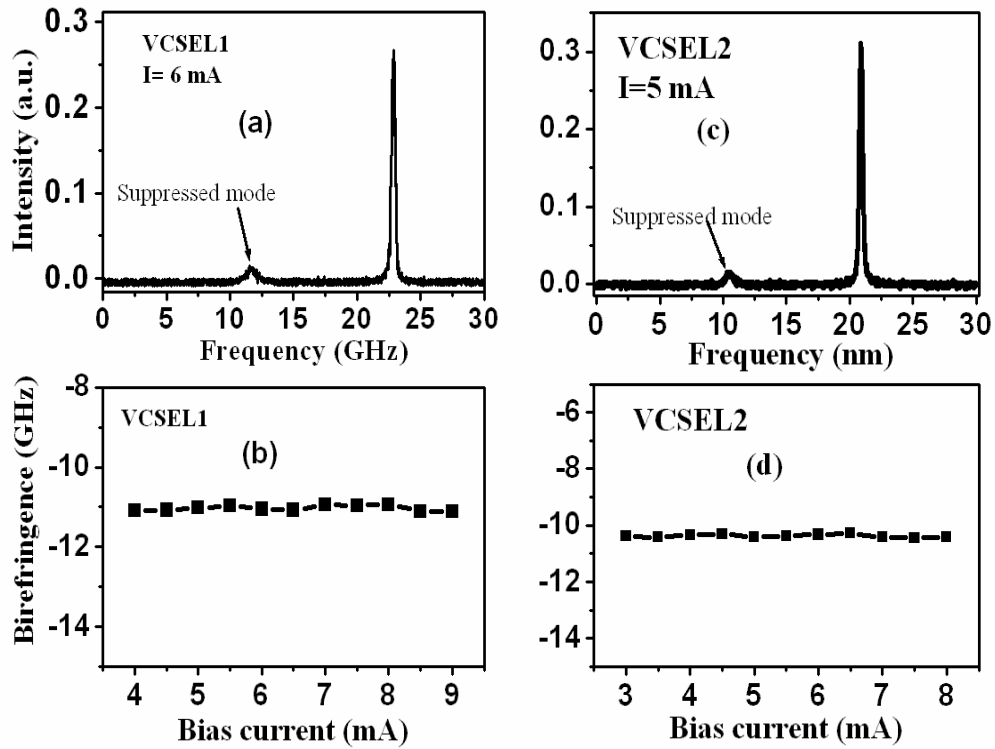 VCSEL1
I= 6 mA
(a)
Suppressed mode
Intensity (a.u.)
0.3
0.2
0.1
0.0
0 5 10 15 20 25 30
Frequency (GHz)
VCSEL2
I=5 mA
(c)
Suppressed mode
0.3
0.2
0.1
0.0
0 5 10 15 20 25 30
Frequency (nm)
VCSEL1
(b)
Birefringence (GHz)
-8
-10
-12
-14
4 5 6 7 8 9
Bias current (mA)
VCSEL2
(d)
-6
-8
-10
-12
-14
3 4 5 6 7 8
Bias current (mA)